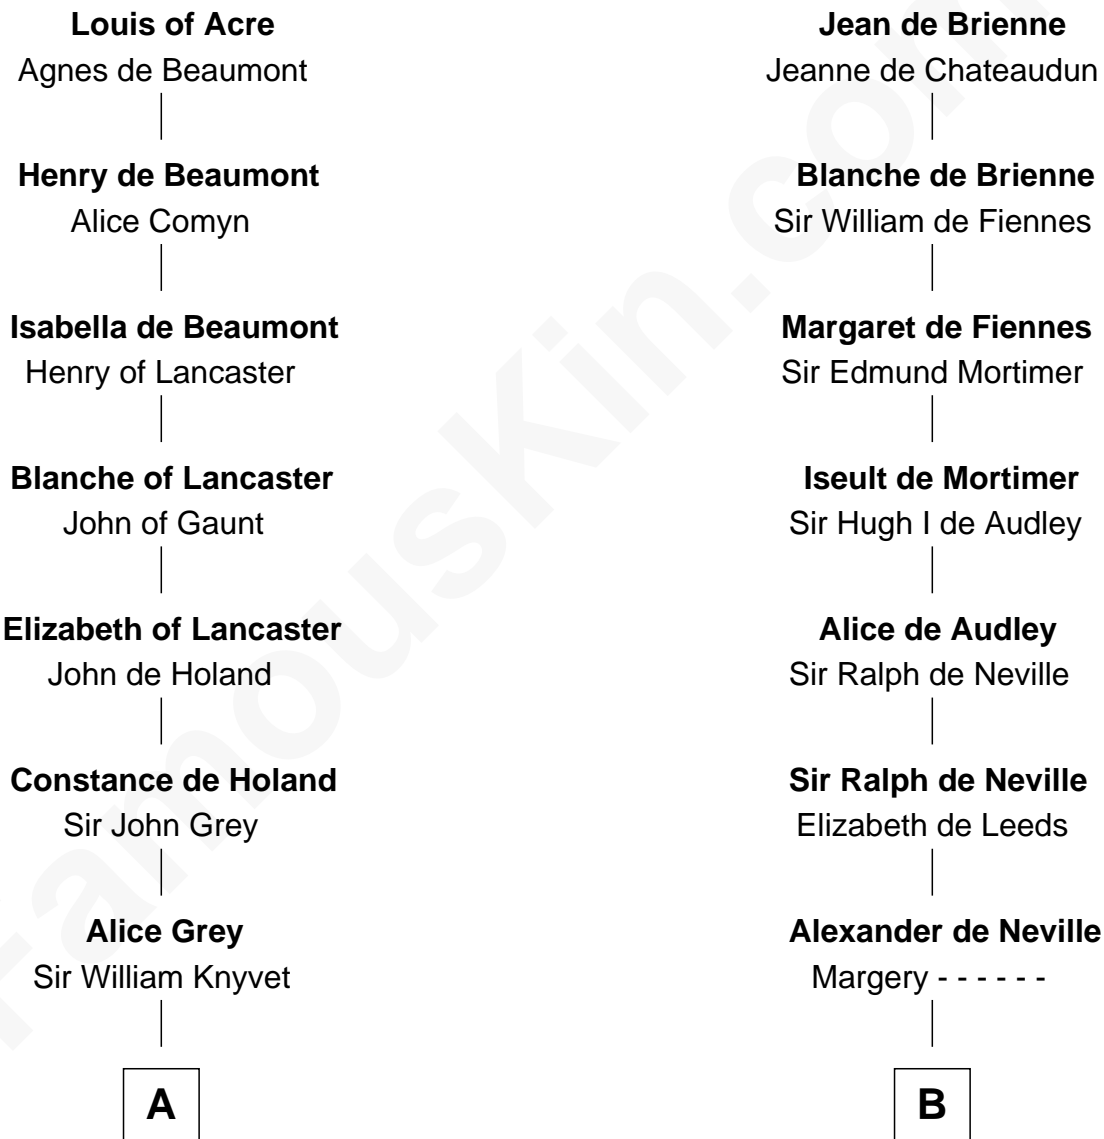 Louis of Acre
Agnes de Beaumont
Henry de Beaumont
Alice Comyn
Isabella de Beaumont
Henry of Lancaster
Blanche of Lancaster
John of Gaunt
Elizabeth of Lancaster
John de Holand
Constance de Holand
Sir John Grey
Alice Grey
Sir William Knyvet
A
Jean de Brienne
Jeanne de Chateaudun
Blanche de Brienne
Sir William de Fiennes
Margaret de Fiennes
Sir Edmund Mortimer
Iseult de Mortimer
Sir Hugh I de Audley
Alice de Audley
Sir Ralph de Neville
Sir Ralph de Neville
Elizabeth de Leeds
Alexander de Neville
Margery - - - - - -
B
FamousKin.com